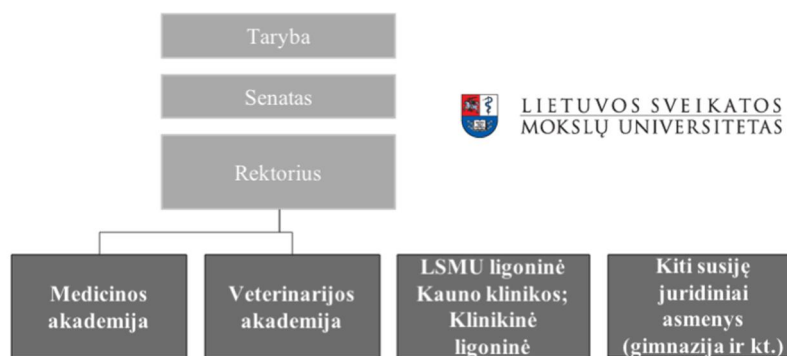 Taryba
Senatas
LIETUVOS SVEIKATOS
MOKSLŲ UNIVERSITETAS
Rektorius
Medicinos
akademija
Veterinarijos
akademija
LSMU ligoninė
Kauno klinikos;
Klinikinė
ligoninė
Kiti susiję
juridiniai
asmenys
(gimnazija ir kt.)